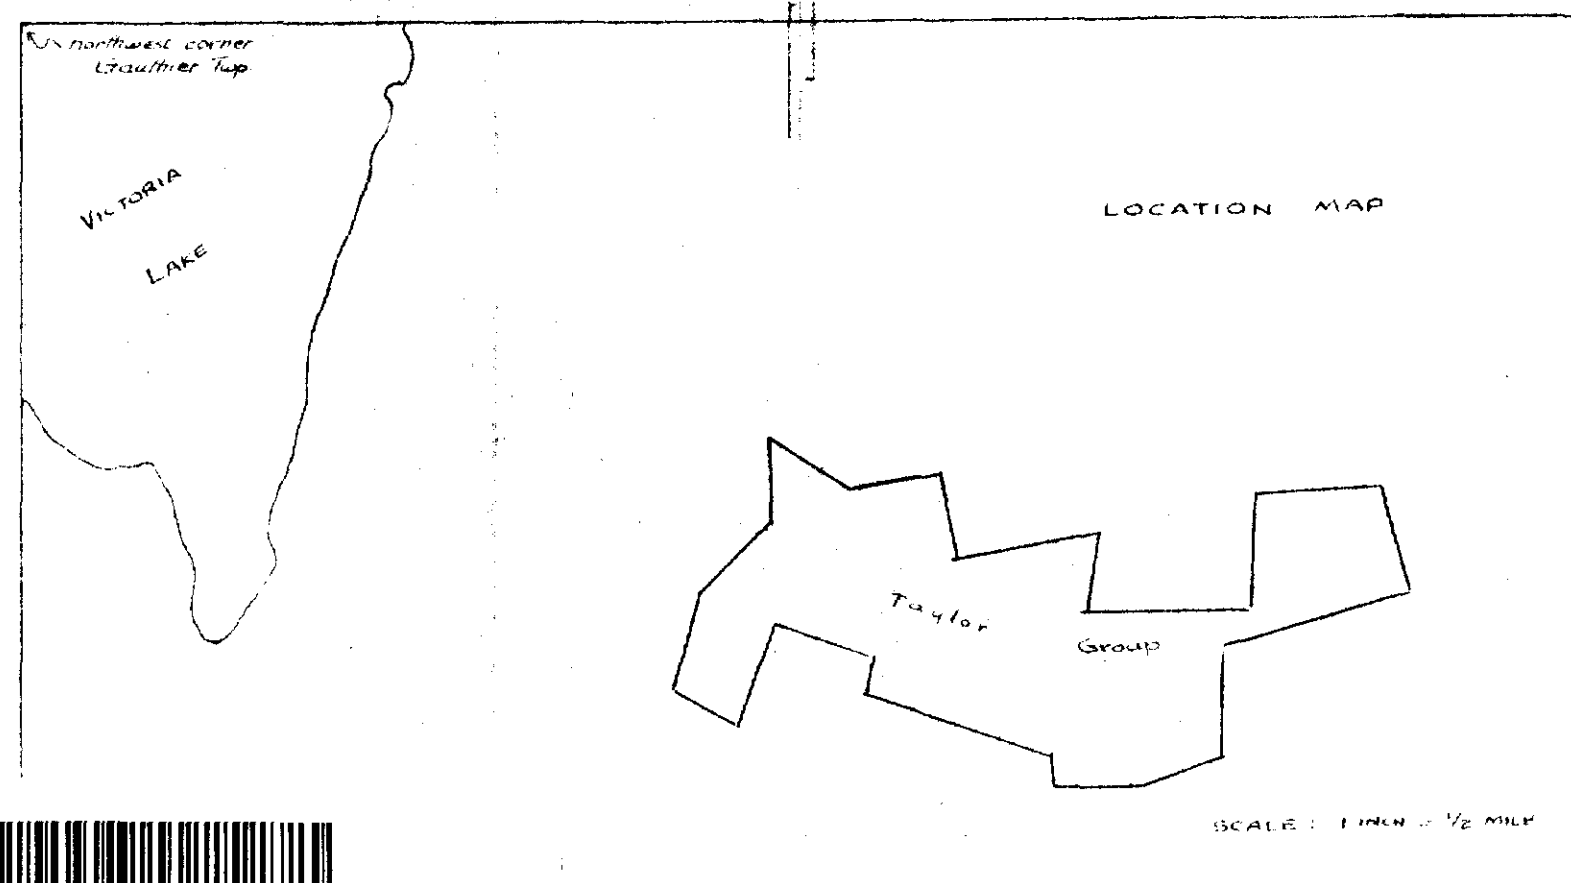 northwest corner
Gauthier Twp.
VICTORIA
LAKE
LOCATION MAP
Taylor
Group
SCALE : 1 INCH = 1/2 MILE